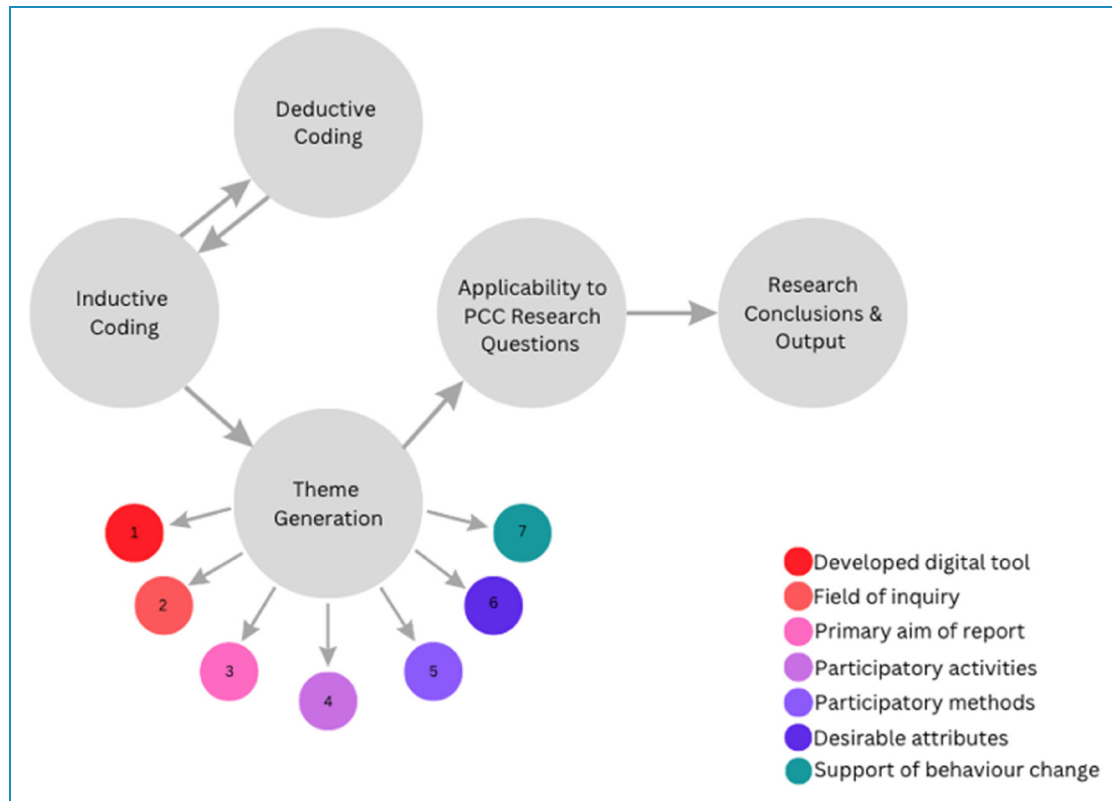 Deductive
Coding
Inductive
Coding
Applicability to
PCC Research
Questions
Research
Conclusions &
Output
Theme
Generation
1
2
3
4
5
6
7
Developed digital tool
Field of inquiry
Primary aim of report
Participatory activities
Participatory methods
Desirable attributes
Support of behaviour change